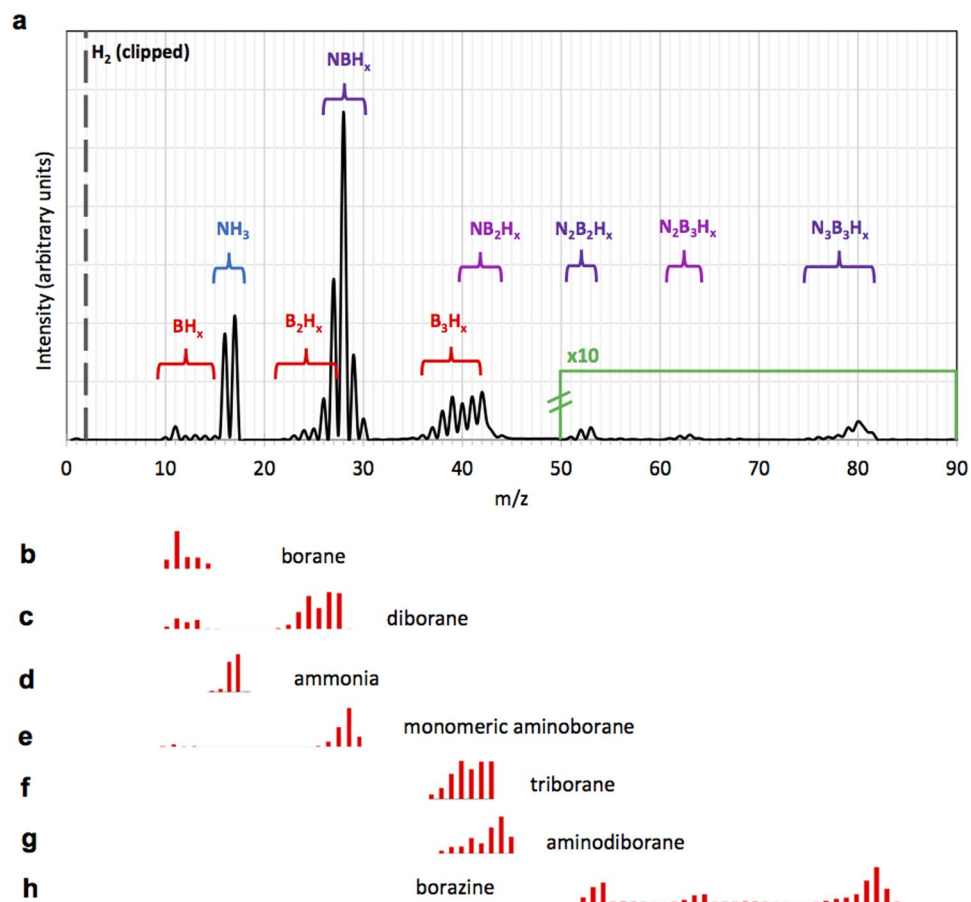 a
H₂ (clipped)
NBHₓ
NH₃
NB₂Hₓ
N₂B₂Hₓ
N₂B₃Hₓ
N₃B₃Hₓ
BHₓ
B₂Hₓ
B₃Hₓ
x10
Intensity (arbitrary units)
0 10 20 30 40 50 60 70 80 90
m/z
b borane
c diborane
d ammonia
e monomeric aminoborane
f triborane
g aminodiborane
h borazine